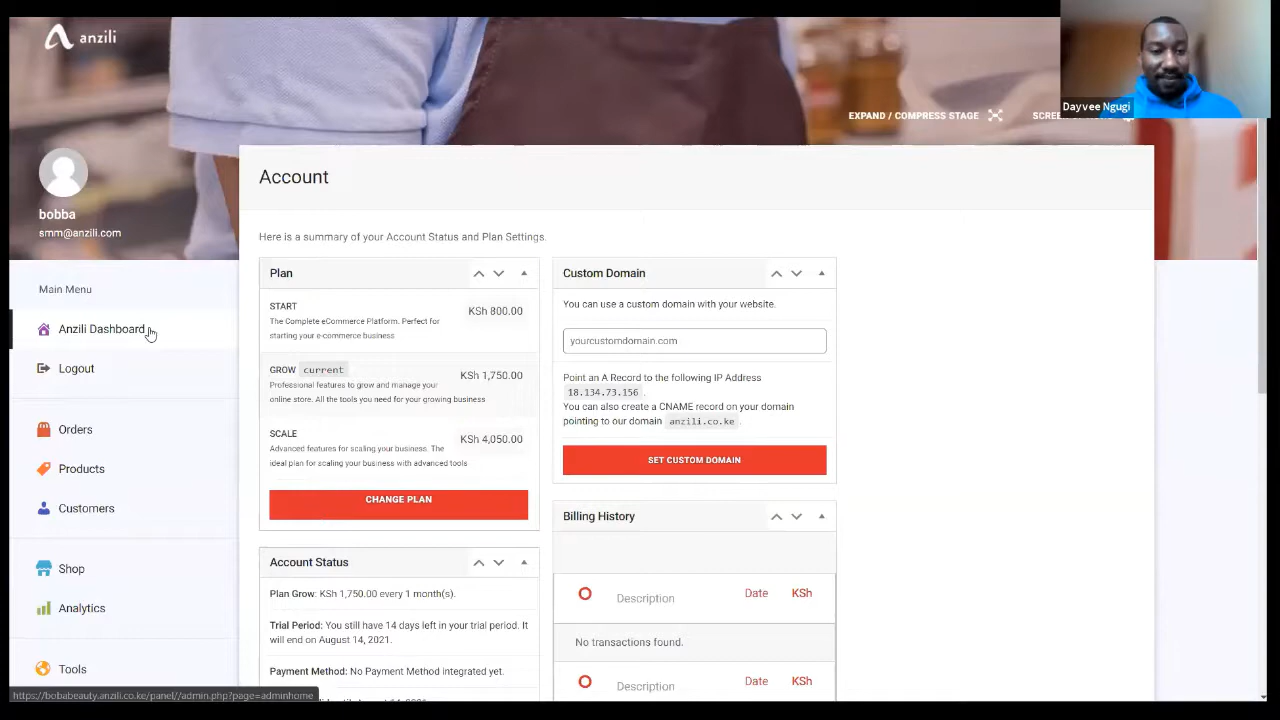 anzili
Dayvee Ngugi
EXPAND / COMPRESS STAGE
SCREEN
bobba
smm@anzili.com
Main Menu
Anzili Dashboard
Logout
Orders
Products
Customers
Shop
Analytics
Tools
https://bobabeauty.anzili.co.ke/panel//admin.php?page=adminhome
Account
Here is a summary of your Account Status and Plan Settings.
Plan
START
KSh 800.00
The Complete eCommerce Platform. Perfect for
starting your e-commerce business
GROW current
KSh 1,750.00
Professional features to grow and manage your
online store. All the tools you need for your growing business
SCALE
KSh 4,050.00
Advanced features for scaling your business. The
ideal plan for scaling your business with advanced tools
CHANGE PLAN
Account Status
Plan Grow: KSh 1,750.00 every 1 month(s).
Trial Period: You still have 14 days left in your trial period. It
will end on August 14, 2021.
Payment Method: No Payment Method integrated yet.
Custom Domain
You can use a custom domain with your website.
yourcustomdomain.com
Point an A Record to the following IP Address
18.134.73.156 .
You can also create a CNAME record on your domain
pointing to our domain anzili.co.ke .
SET CUSTOM DOMAIN
Billing History
Description Date KSh
No transactions found.
Description Date KSh